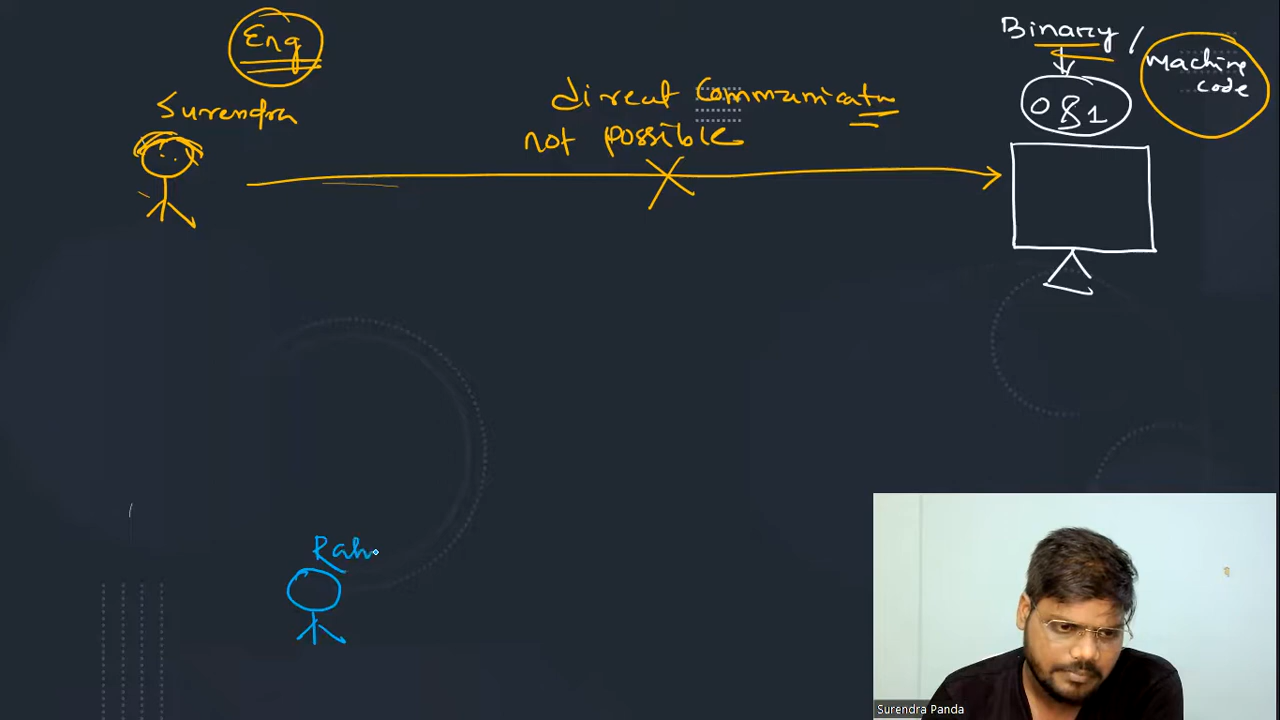 Eng
Surendra
direct Communicatn
not possible
Binary /
Machine
code
0 & 1
Rah
Surendra Panda